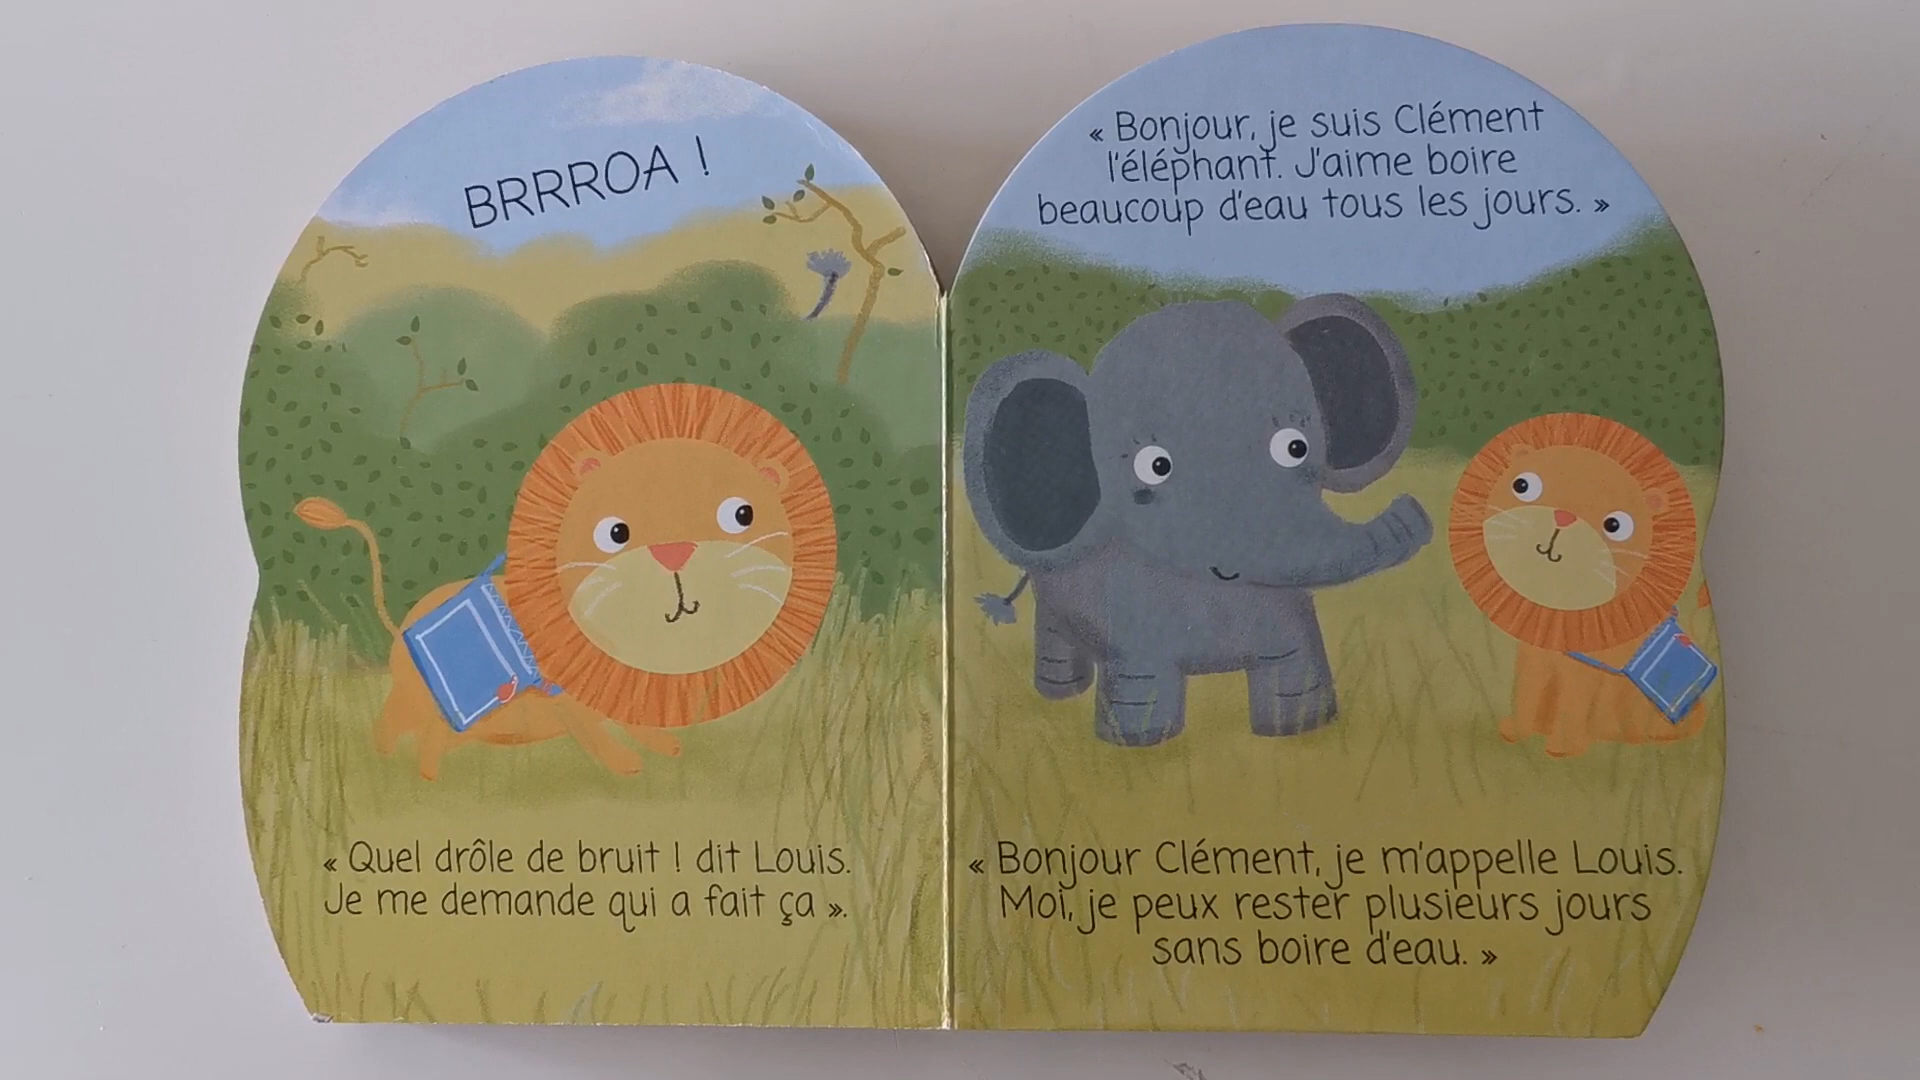 BRRROA !
« Quel drôle de bruit ! dit Louis.
Je me demande qui a fait ça ».
« Bonjour, je suis Clément
l'éléphant. J'aime boire
beaucoup d'eau tous les jours. »
« Bonjour Clément, je m'appelle Louis.
Moi, je peux rester plusieurs jours
sans boire d'eau. »